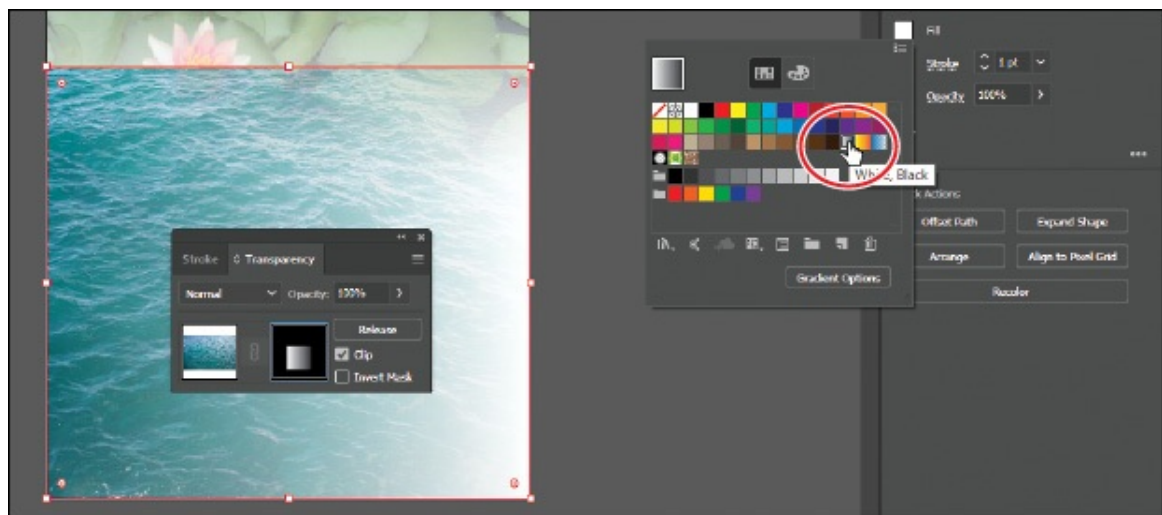 Fill
Stroke 1 pt
Opacity 100%
White, Black
k Actions
Offset Path Expand Shape
Arrange Align to Pixel Grid
Recolor
Gradient Options
Stroke Transparency
Normal Opacity: 100%
Release
Clip
Invert Mask